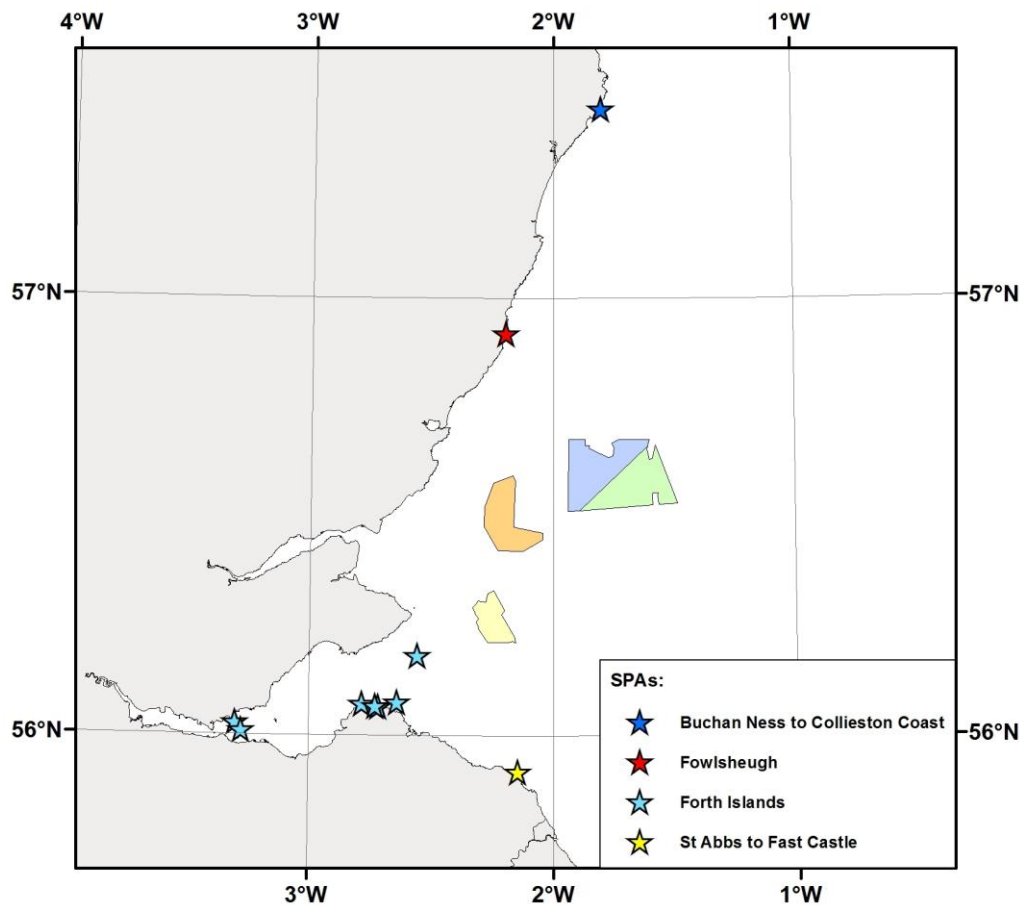 4°W 3°W 2°W 1°W
57°N 57°N
56°N 56°N
SPAs:
Buchan Ness to Collieston Coast
Fowlsheugh
Forth Islands
St Abbs to Fast Castle
3°W 2°W 1°W